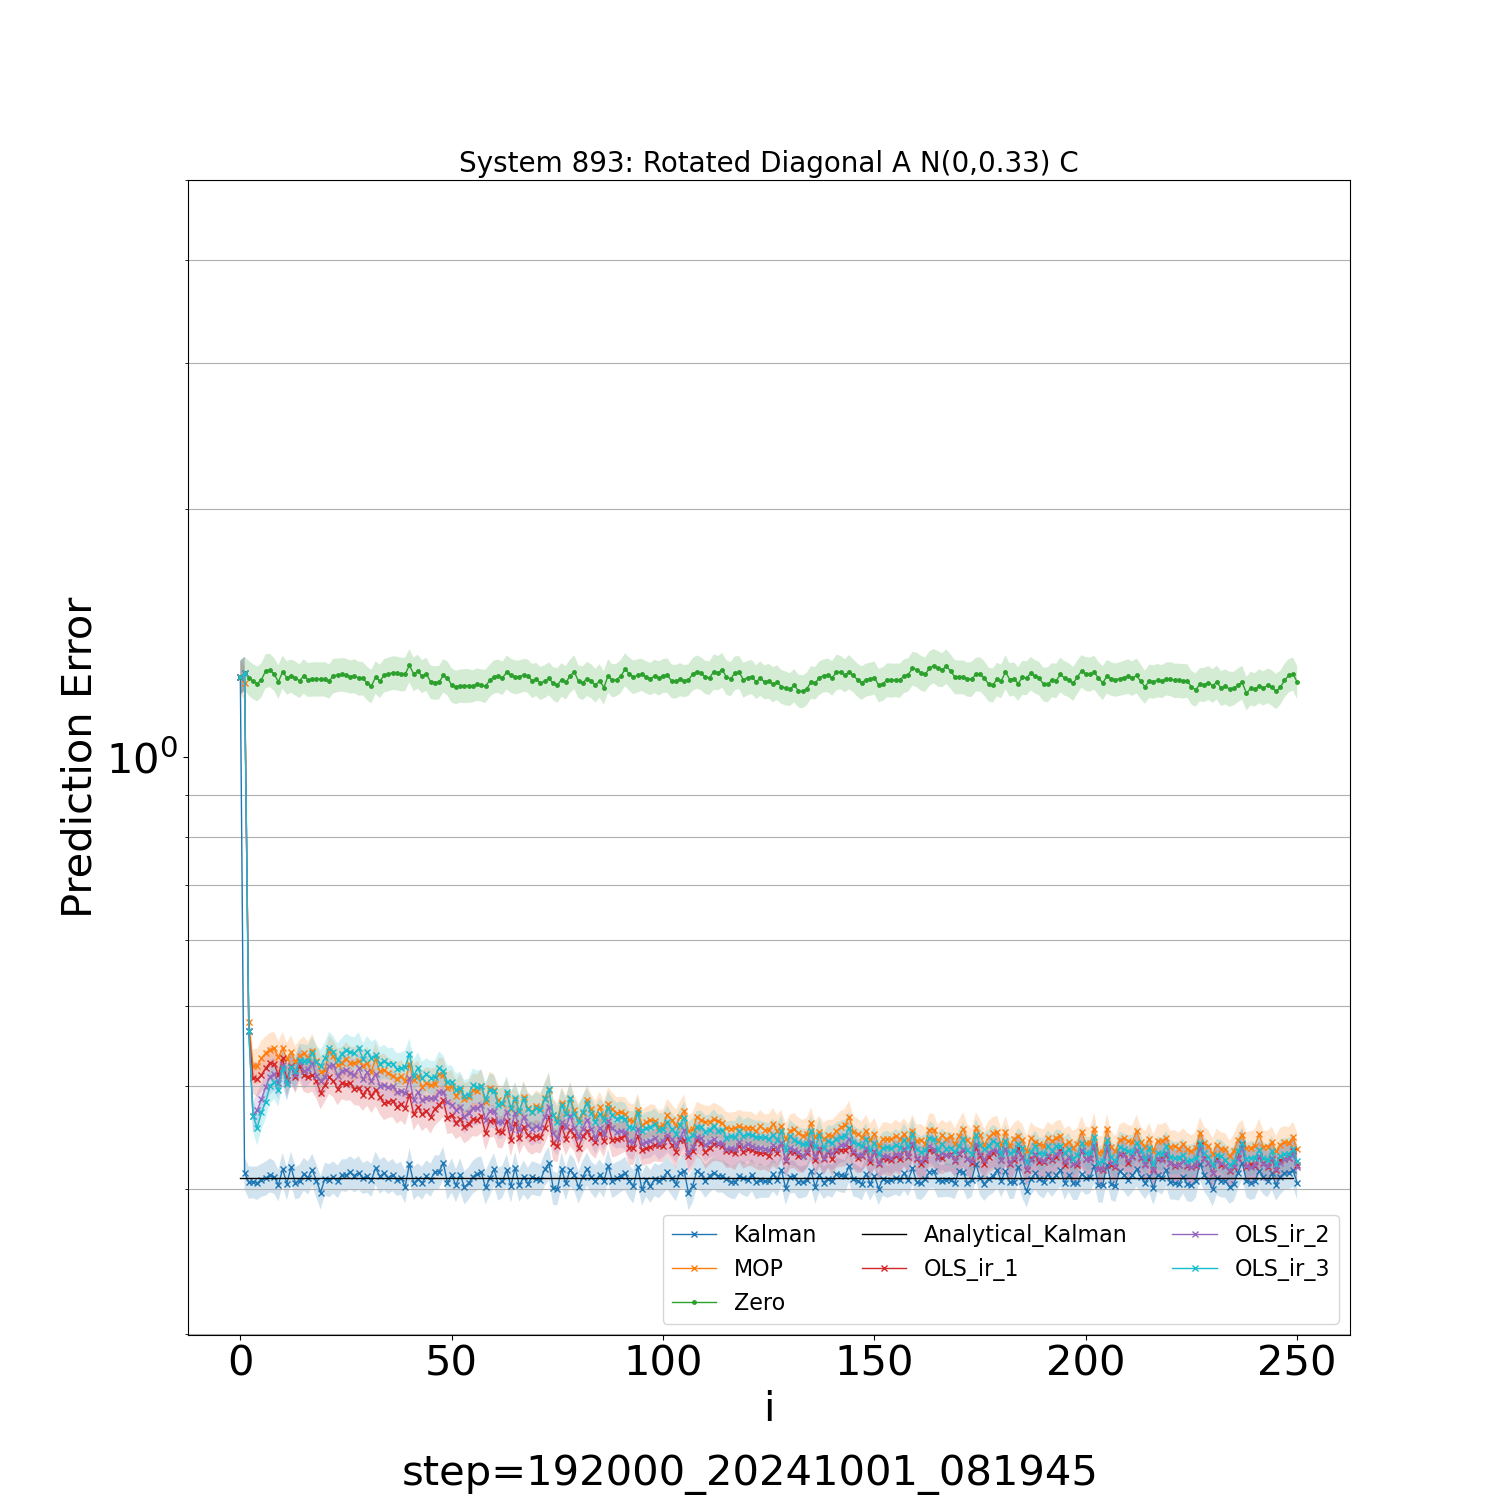 System 893: Rotated Diagonal A N(0,0.33) C
Prediction Error
10⁰
Kalman
MOP
Zero
Analytical_Kalman
OLS_ir_1
OLS_ir_2
OLS_ir_3
0 50 100 150 200 250
i
step=192000_20241001_081945